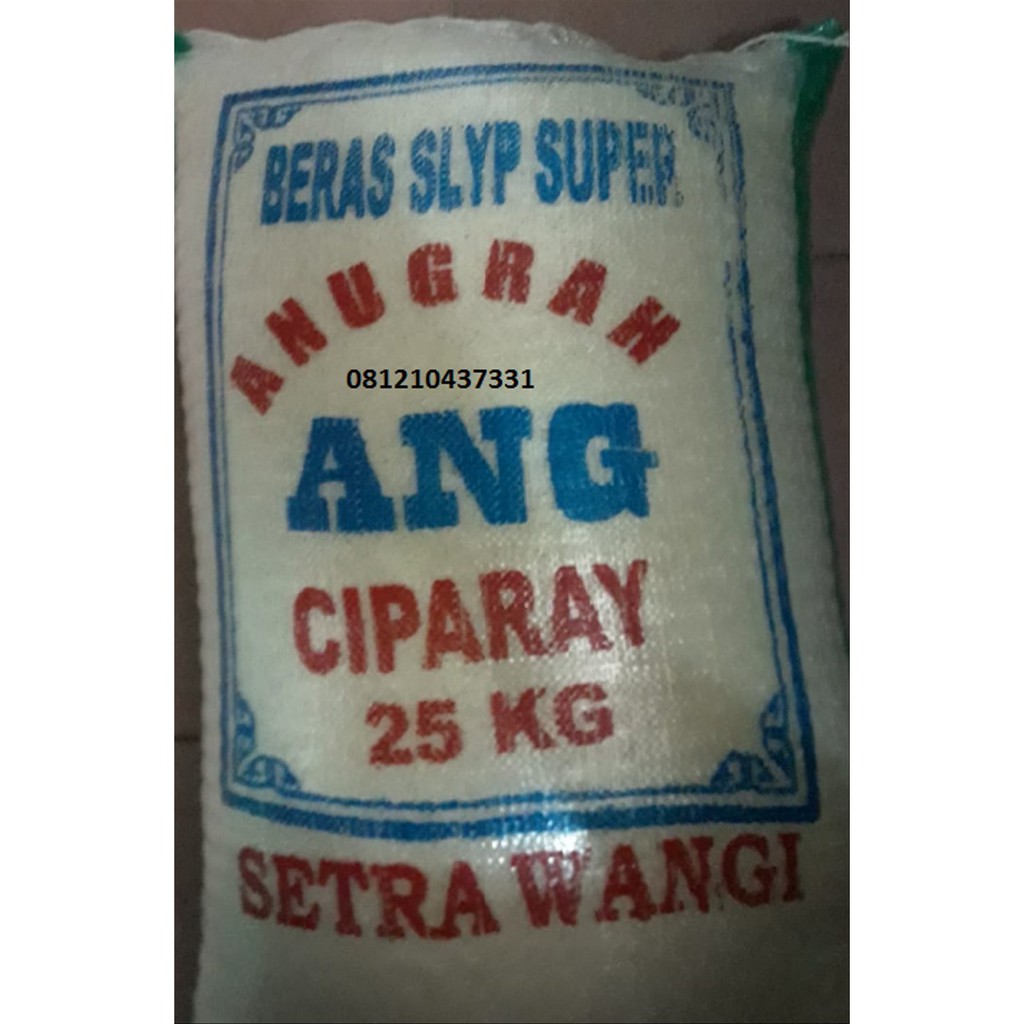 BERAS SLYP SUPER
ANUGRAH
081210437331
ANG
CIPARAY
25 KG
SETRA WANGI